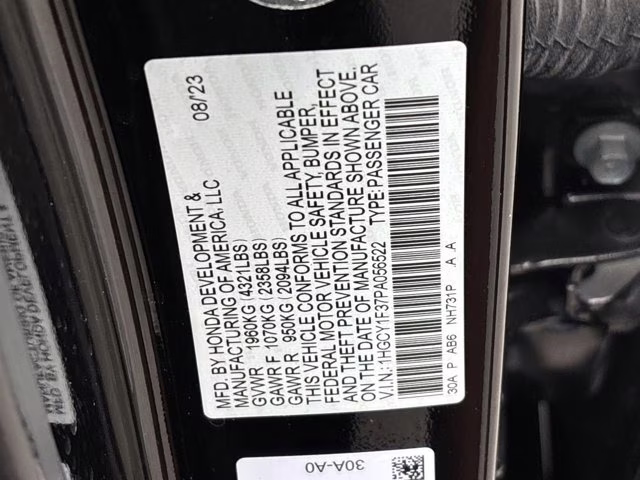 MFD. BY HONDA DEVELOPMENT & 08/23
MANUFACTURING OF AMERICA, LLC
GVWR 1960KG (4321LBS)
GAWR F 1070KG (2358LBS)
GAWR R 950KG (2094LBS)
THIS VEHICLE CONFORMS TO ALL APPLICABLE
FEDERAL MOTOR VEHICLE SAFETY, BUMPER,
AND THEFT PREVENTION STANDARDS IN EFFECT
ON THE DATE OF MANUFACTURE SHOWN ABOVE.
V.I.N.: 1HGCY1F37PA056522 TYPE: PASSENGER CAR
30A P AB6 NH731P A A
30A-A0